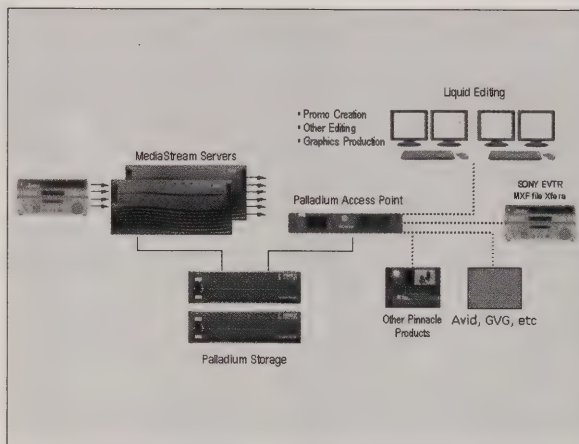 Liquid Editing
• Promo Creation
• Other Editing
• Graphics Production
MediaStream Servers
SONY EVTR
MXF file Xfers
Palladium Access Point
Other Pinnacle
Products
Avid, GVG, etc
Palladium Storage